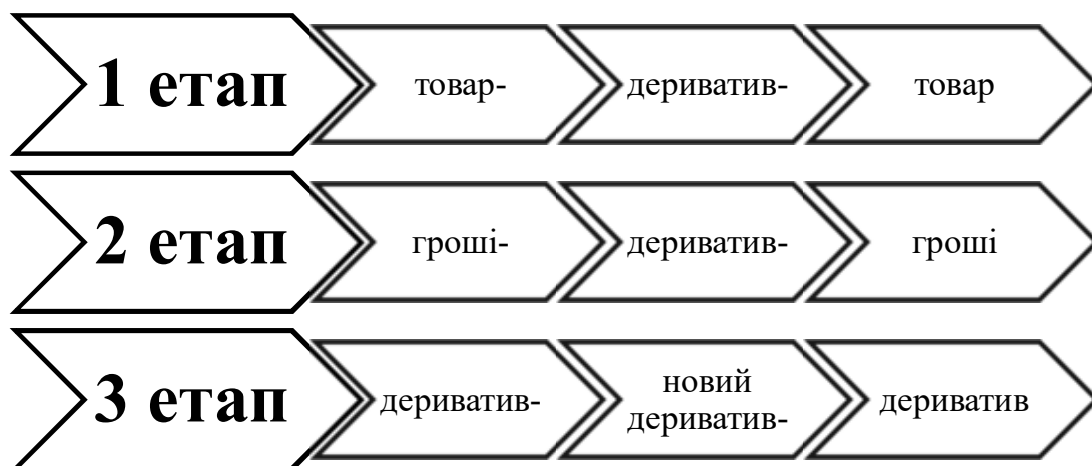 1 етап
товар-
дериватив-
товар
2 етап
гроші-
дериватив-
гроші
3 етап
дериватив-
новий
дериватив-
дериватив